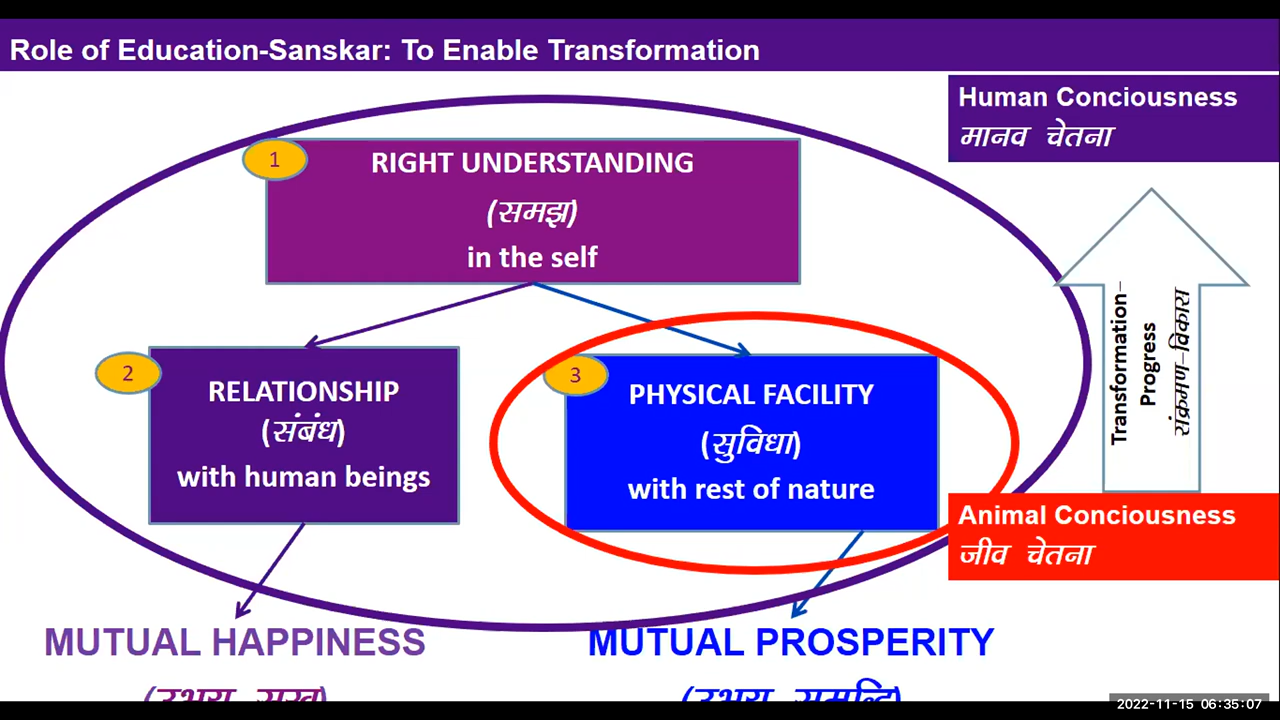 Role of Education-Sanskar: To Enable Transformation
Human Conciousness
मानव चेतना
1
RIGHT UNDERSTANDING
(समझ)
in the self
2
RELATIONSHIP
(संबंध)
with human beings
3
PHYSICAL FACILITY
(सुविधा)
with rest of nature
Transformation–
Progress
संक्रमण–विकास
Animal Conciousness
जीव चेतना
MUTUAL HAPPINESS
MUTUAL PROSPERITY
2022-11-15 06:35:07